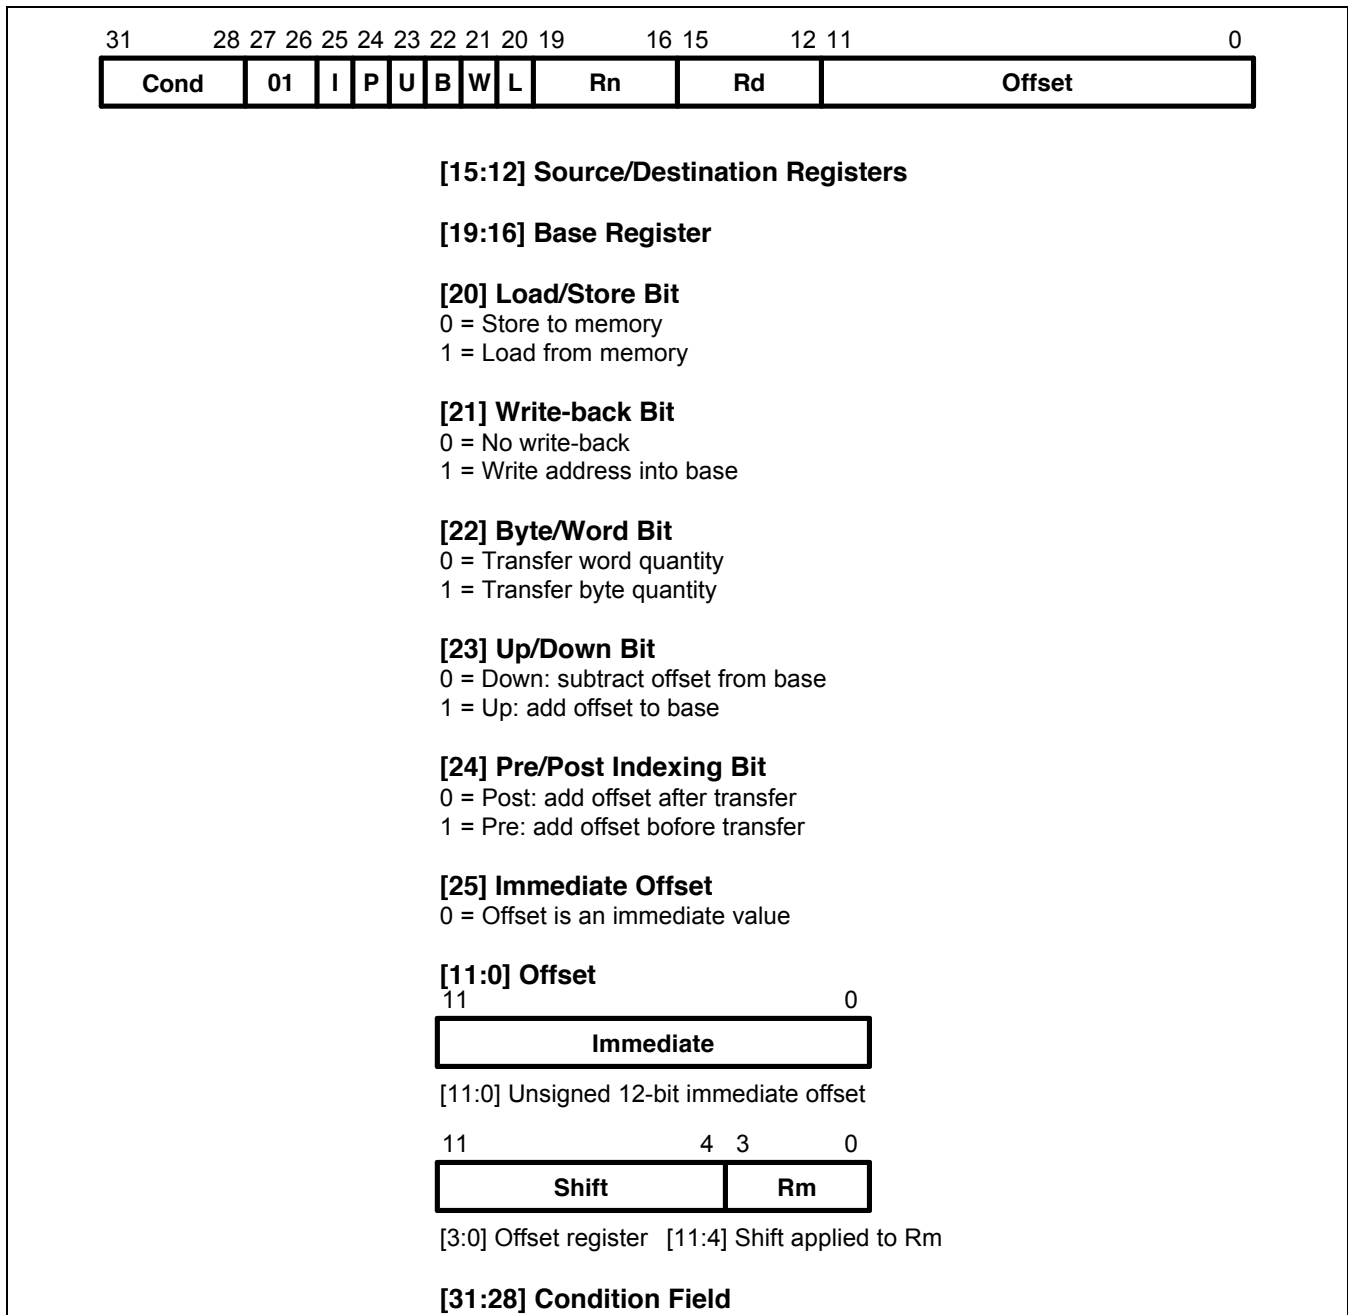 31 28 27 26 25 24 23 22 21 20 19 16 15 12 11 0
Cond 01 I P U B W L Rn Rd Offset
[15:12] Source/Destination Registers
[19:16] Base Register
[20] Load/Store Bit
0 = Store to memory
1 = Load from memory
[21] Write-back Bit
0 = No write-back
1 = Write address into base
[22] Byte/Word Bit
0 = Transfer word quantity
1 = Transfer byte quantity
[23] Up/Down Bit
0 = Down: subtract offset from base
1 = Up: add offset to base
[24] Pre/Post Indexing Bit
0 = Post: add offset after transfer
1 = Pre: add offset bofore transfer
[25] Immediate Offset
0 = Offset is an immediate value
[11:0] Offset
11 0
Immediate
[11:0] Unsigned 12-bit immediate offset
11 4 3 0
Shift Rm
[3:0] Offset register [11:4] Shift applied to Rm
[31:28] Condition Field